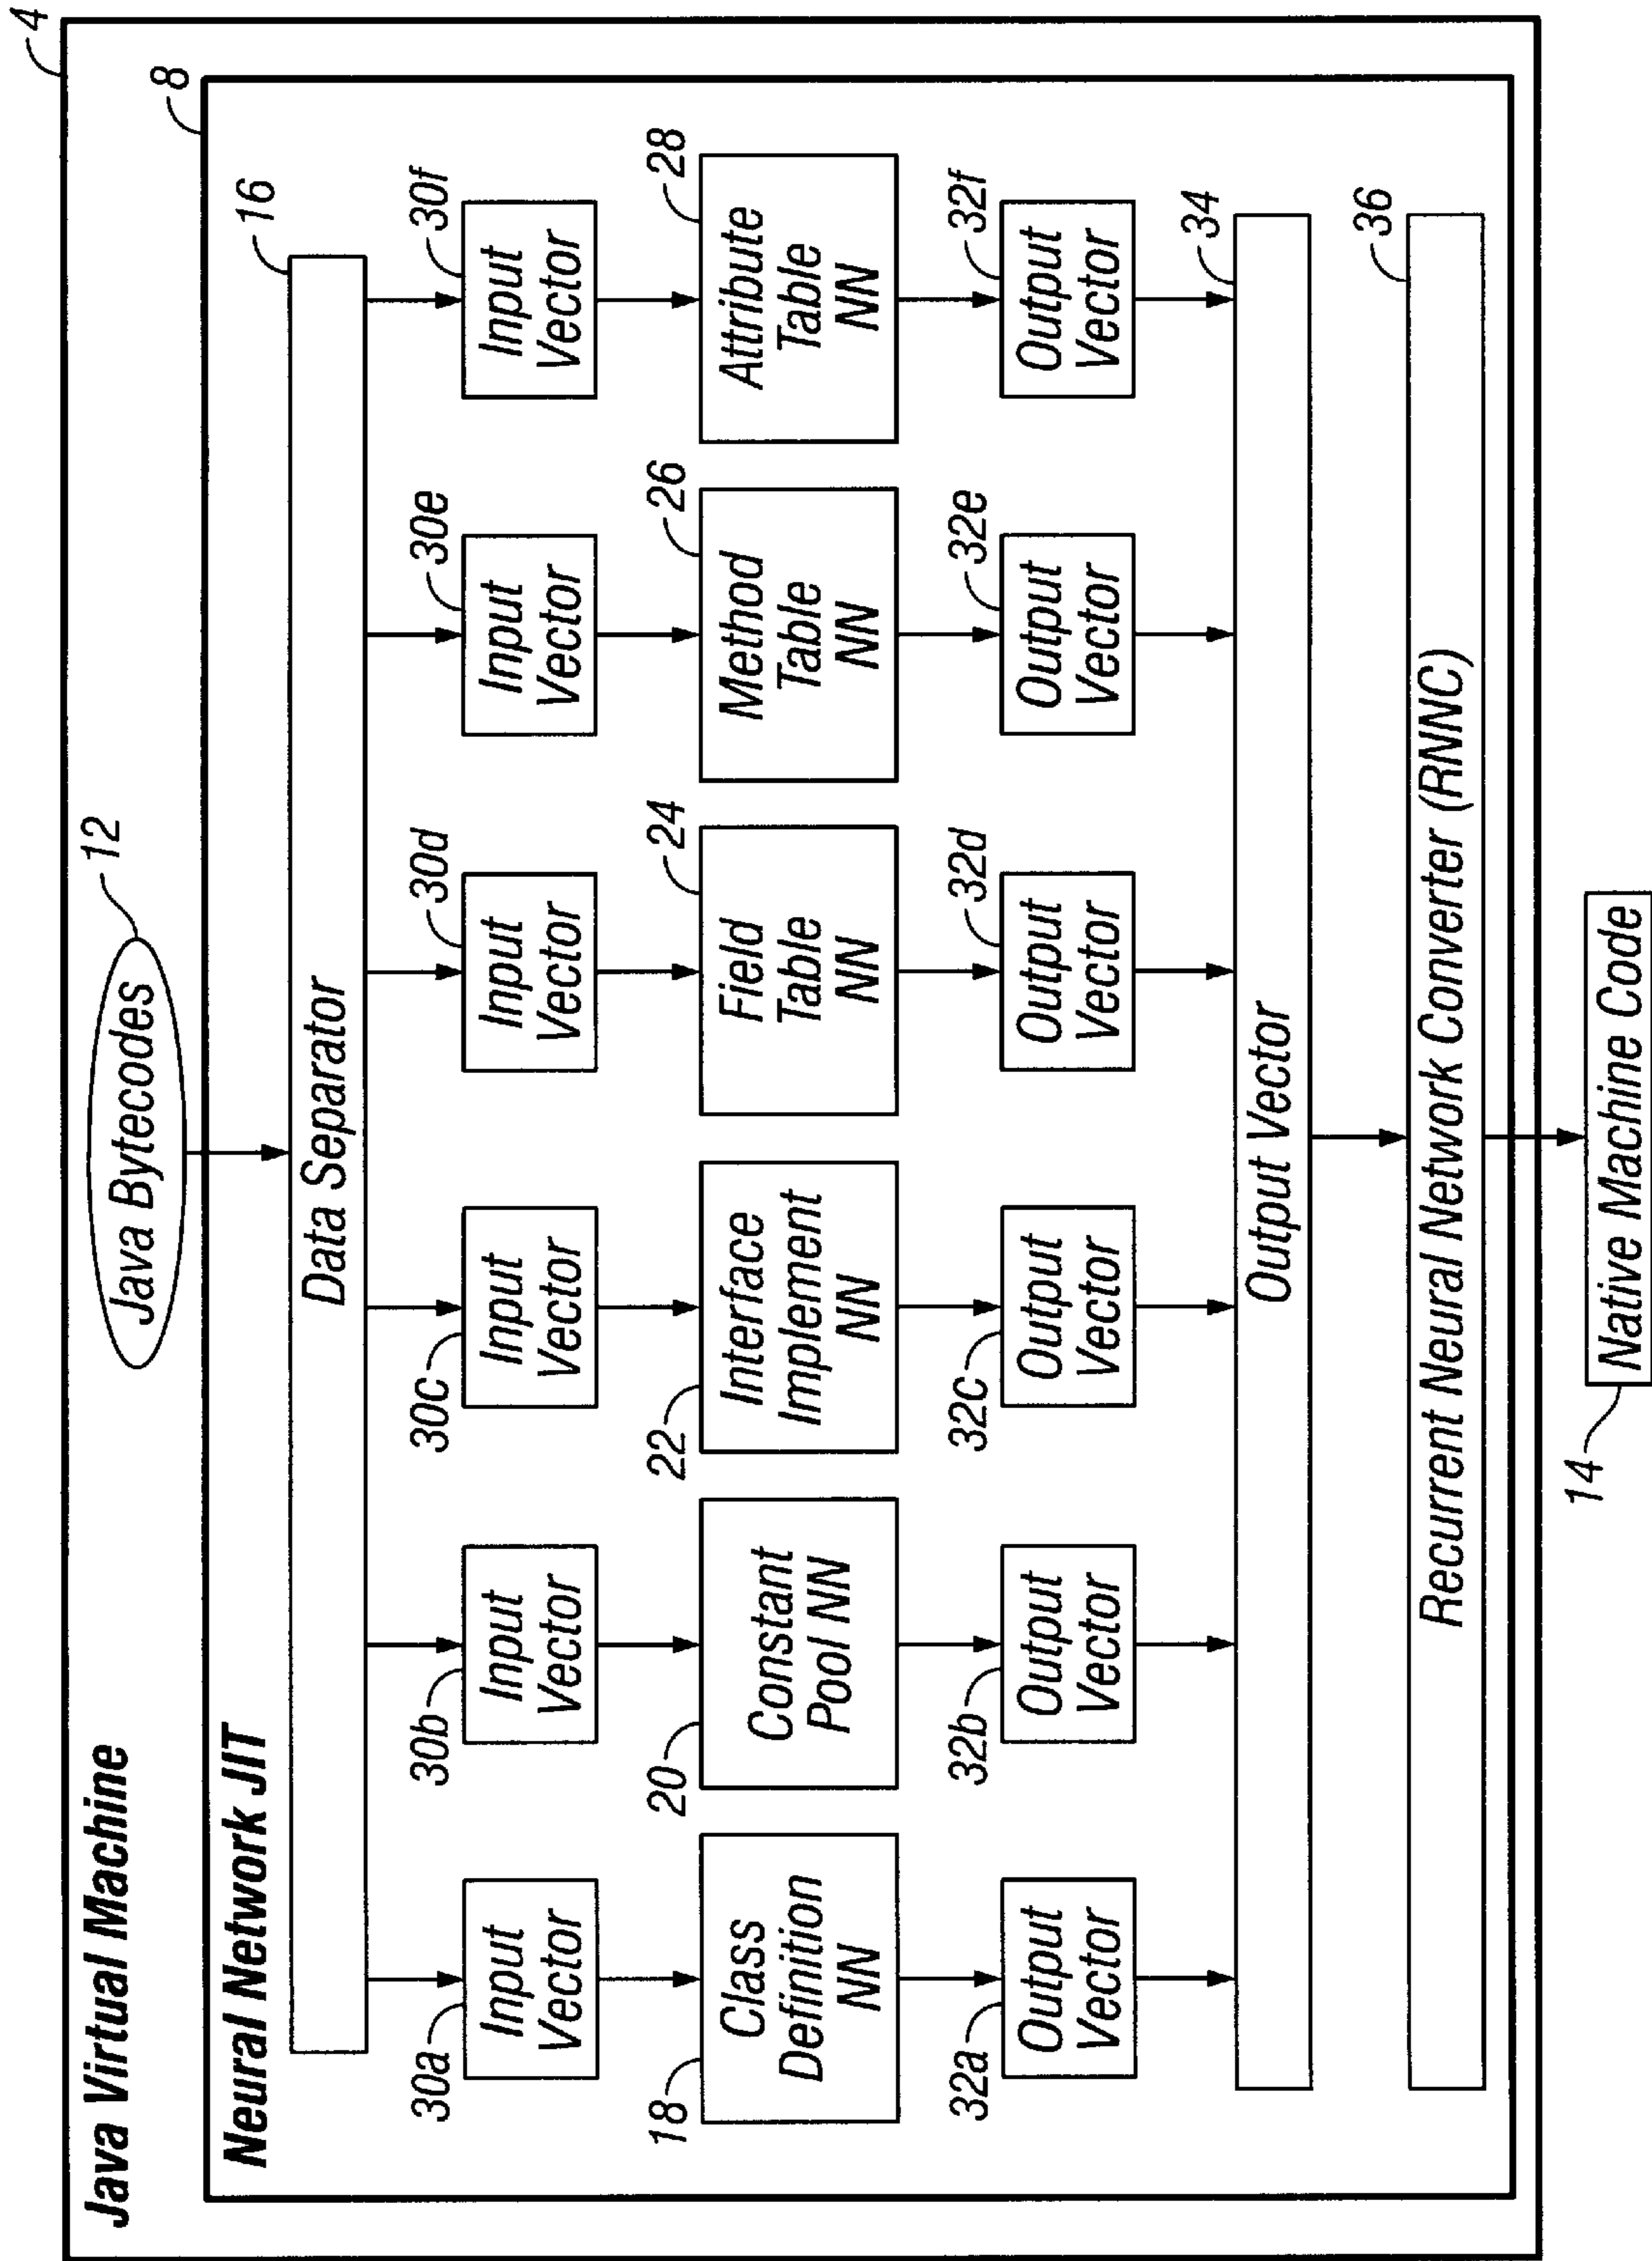 4
Java Virtual Machine
Java Bytecodes
12
8
Neural Network JIT
16
Data Separator
30a
30b
30c
30d
30e
30f
Input
Vector
Input
Vector
Input
Vector
Input
Vector
Input
Vector
Input
Vector
18
20
22
24
26
28
Class
Definition
NN
Constant
Pool NN
Interface
Implement
NN
Field
Table
NN
Method
Table
NN
Attribute
Table
NN
32a
32b
32c
32d
32e
32f
Output
Vector
Output
Vector
Output
Vector
Output
Vector
Output
Vector
Output
Vector
34
Output Vector
36
Recurrent Neural Network Converter (RNNC)
14
Native Machine Code